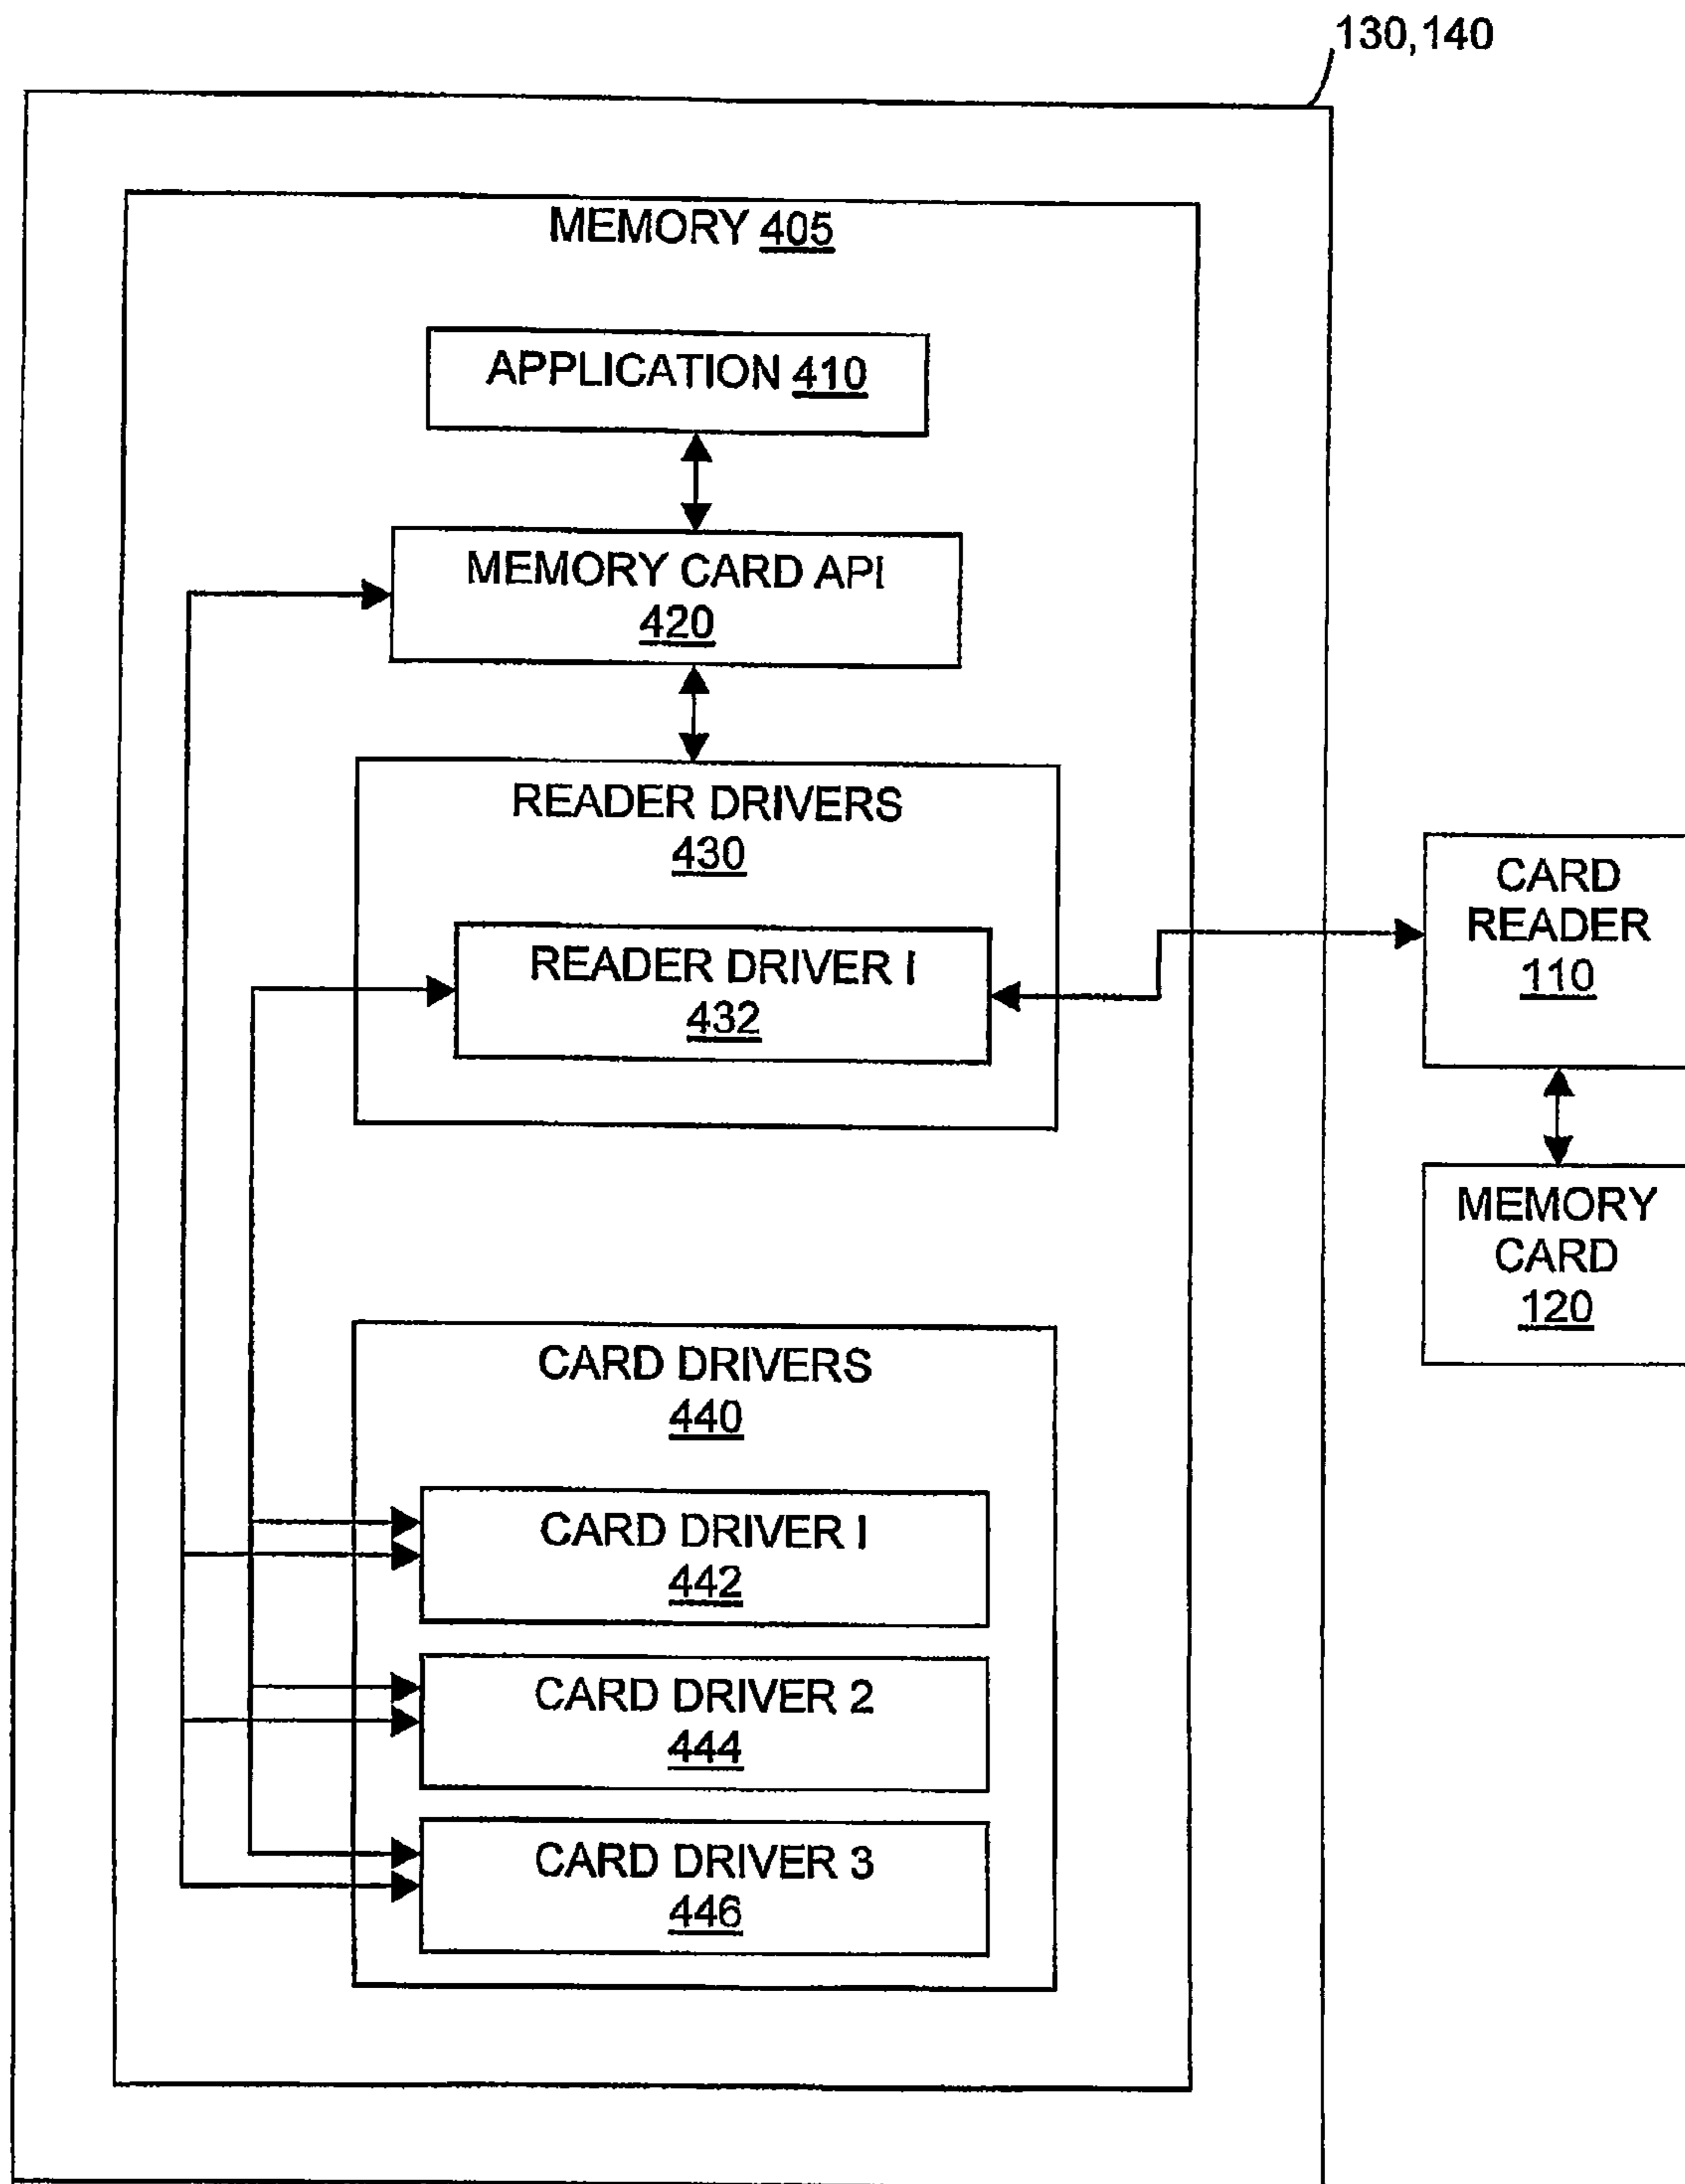 130,140
MEMORY 405
APPLICATION 410
MEMORY CARD API
420
READER DRIVERS
430
READER DRIVER I
432
CARD
READER
110
MEMORY
CARD
120
CARD DRIVERS
440
CARD DRIVER I
442
CARD DRIVER 2
444
CARD DRIVER 3
446